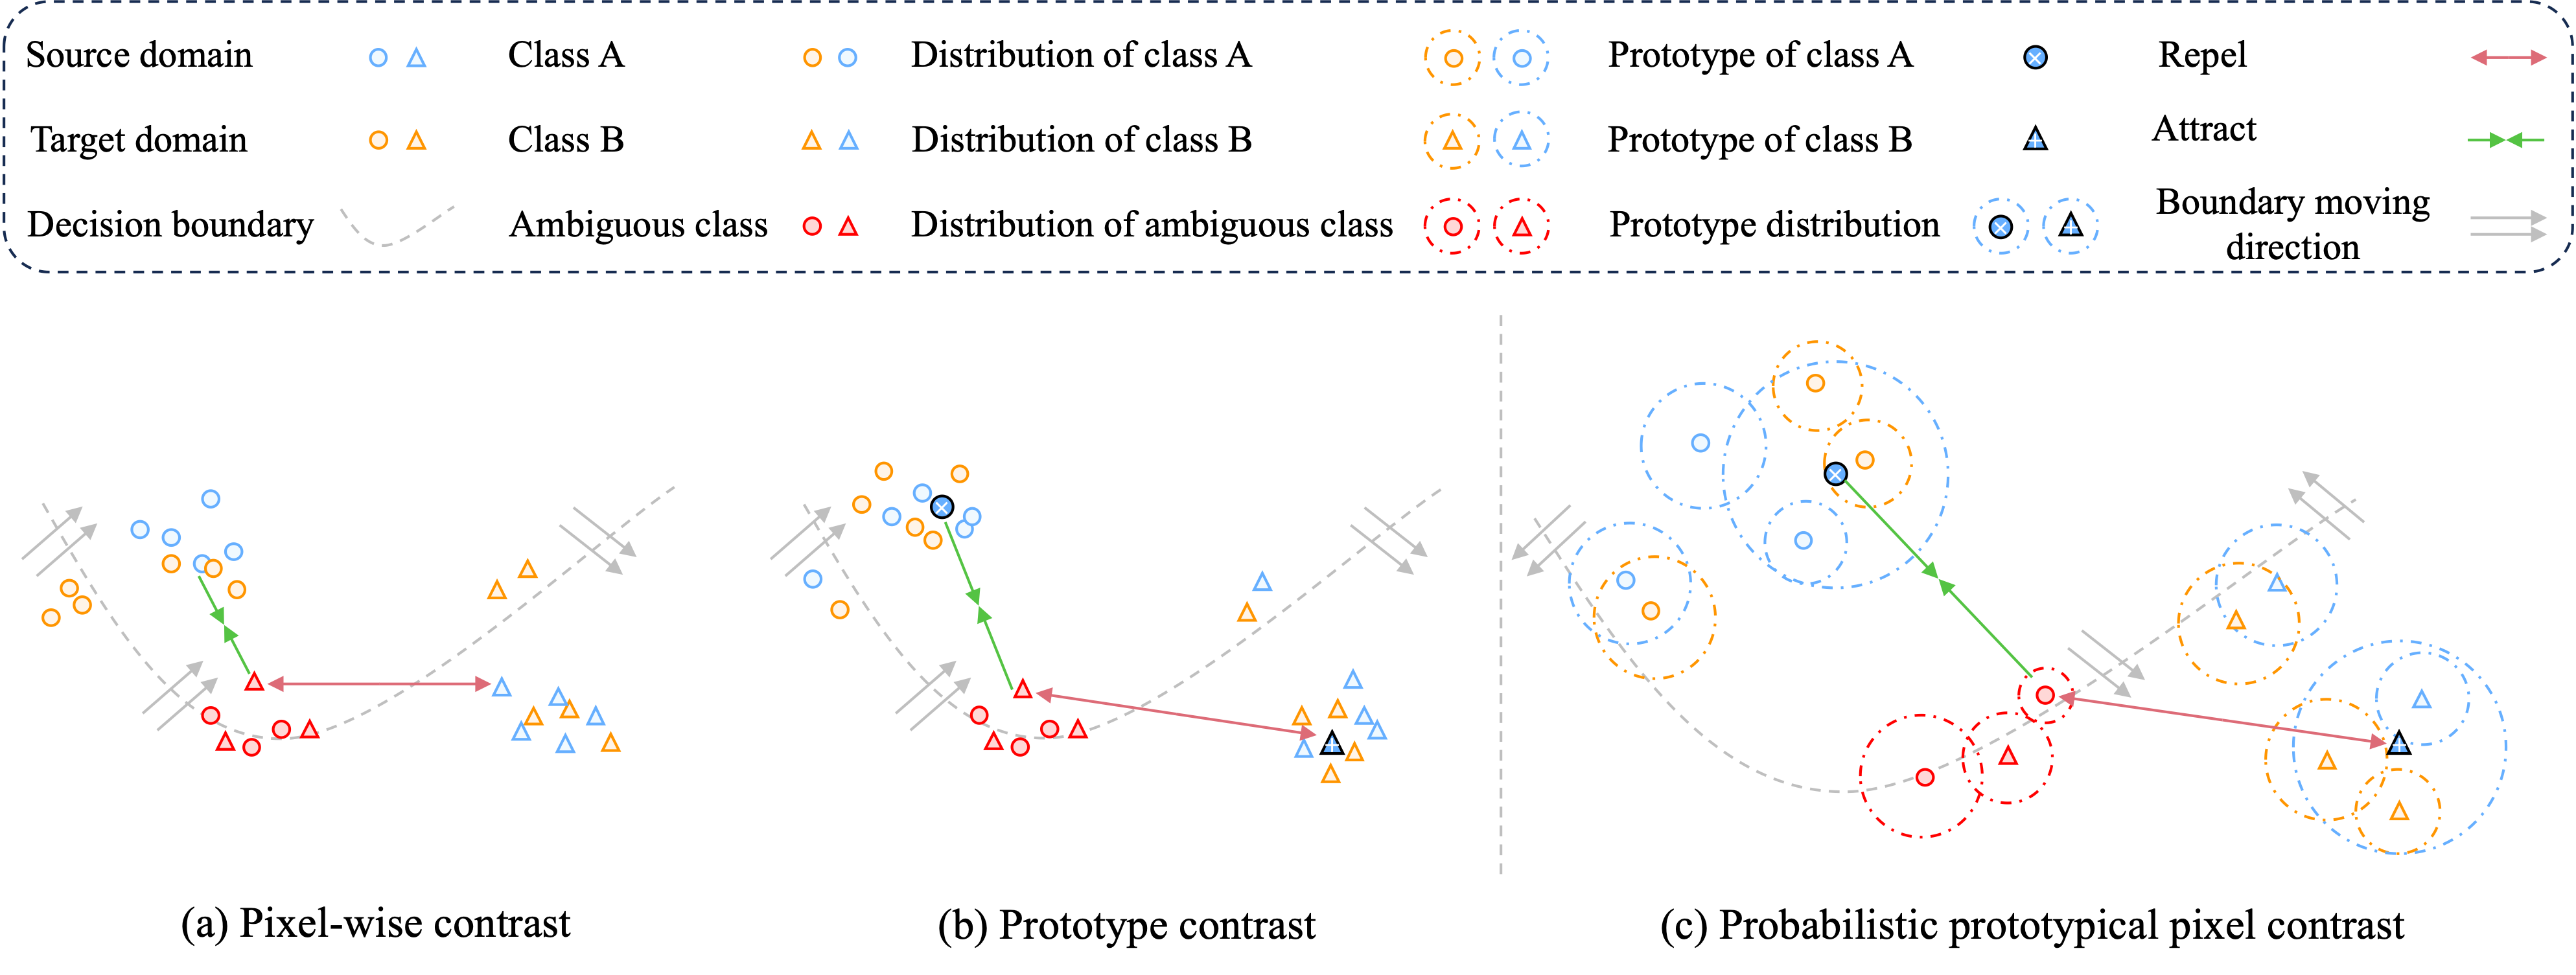 Source domain
Class A
Distribution of class A
Prototype of class A
Repel
Target domain
Class B
Distribution of class B
Prototype of class B
Attract
Decision boundary
Ambiguous class
Distribution of ambiguous class
Prototype distribution
Boundary moving
direction
(a) Pixel-wise contrast
(b) Prototype contrast
(c) Probabilistic prototypical pixel contrast